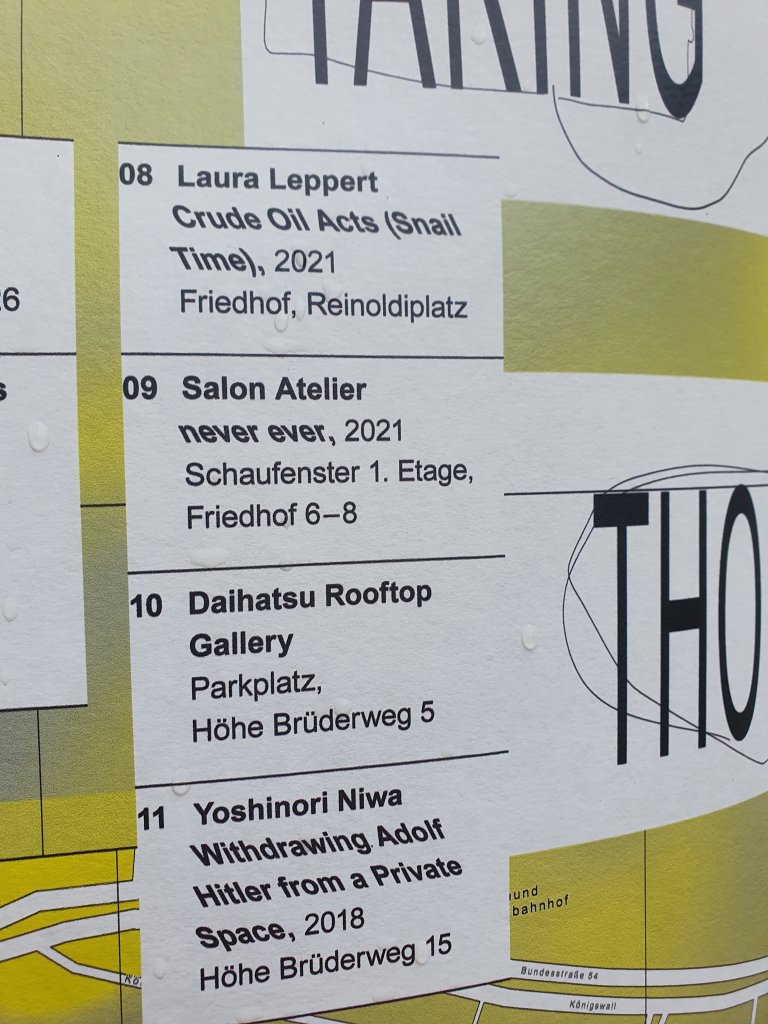 TAKING
08 Laura Leppert
Crude Oil Acts (Snail
Time), 2021
Friedhof, Reinoldiplatz
09 Salon Atelier
never ever, 2021
Schaufenster 1. Etage,
Friedhof 6–8
10 Daihatsu Rooftop
Gallery
Parkplatz,
Höhe Brüderweg 5
11 Yoshinori Niwa
Withdrawing Adolf
Hitler from a Private
Space, 2018
Höhe Brüderweg 15
THO
und
bahnhof
Bundesstraße 54
Königswall